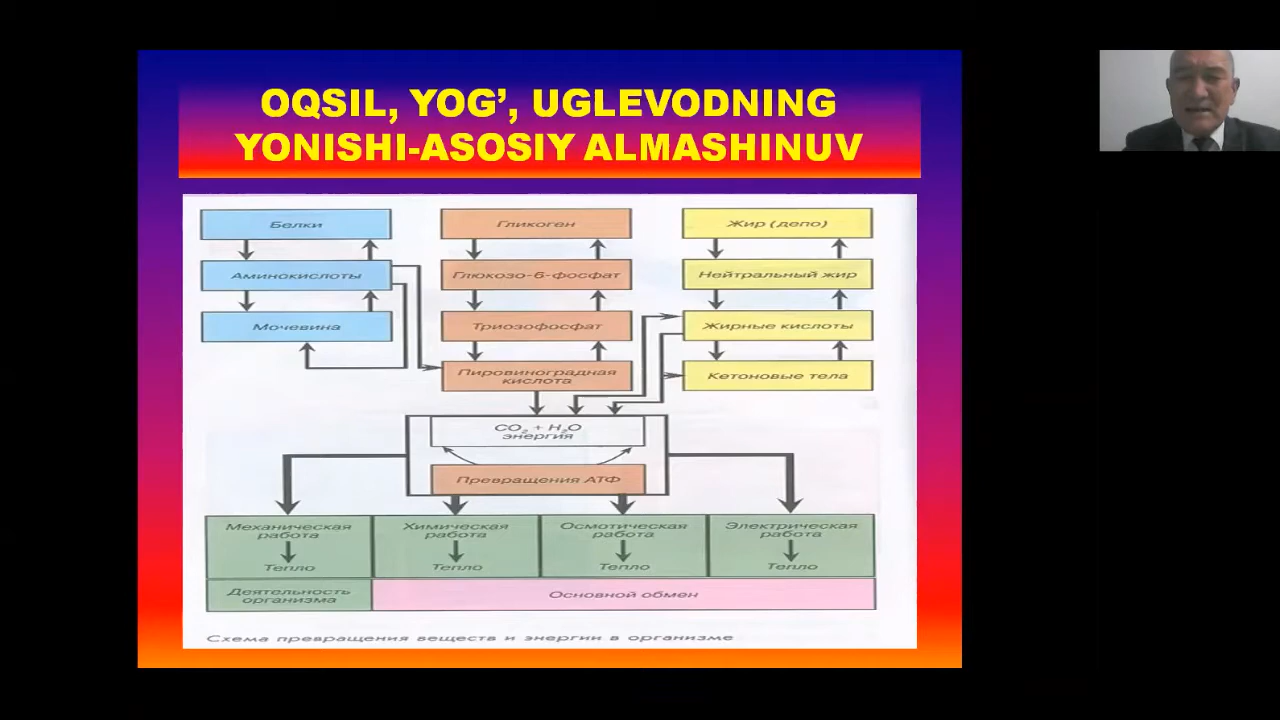 OQSIL, YOG’, UGLEVODNING
YONISHI-ASOSIY ALMASHINUV
Белки
Аминокислоты
Мочевина
Гликоген
Глюкозо-6-фосфат
Триозофосфат
Пировиноградная
кислота
Жир (депо)
Нейтральный жир
Жирные кислоты
Кетоновые тела
CO₂ + H₂O
энергия
Превращения АТФ
Механическая
работа
Тепло
Химическая
работа
Тепло
Осмотическая
работа
Тепло
Электрическая
работа
Тепло
Деятельность
организма
Основной обмен
Схема превращения веществ и энергии в организме